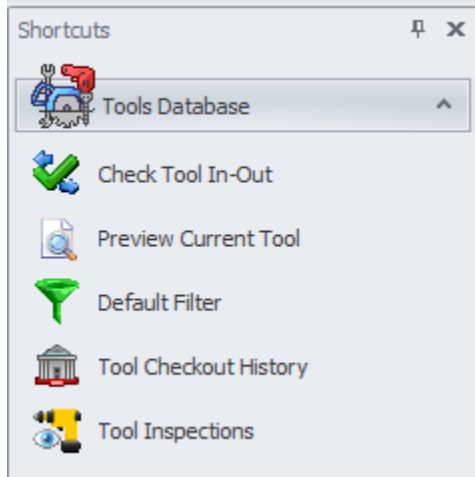 Shortcuts
Tools Database
Check Tool In-Out
Preview Current Tool
Default Filter
Tool Checkout History
Tool Inspections